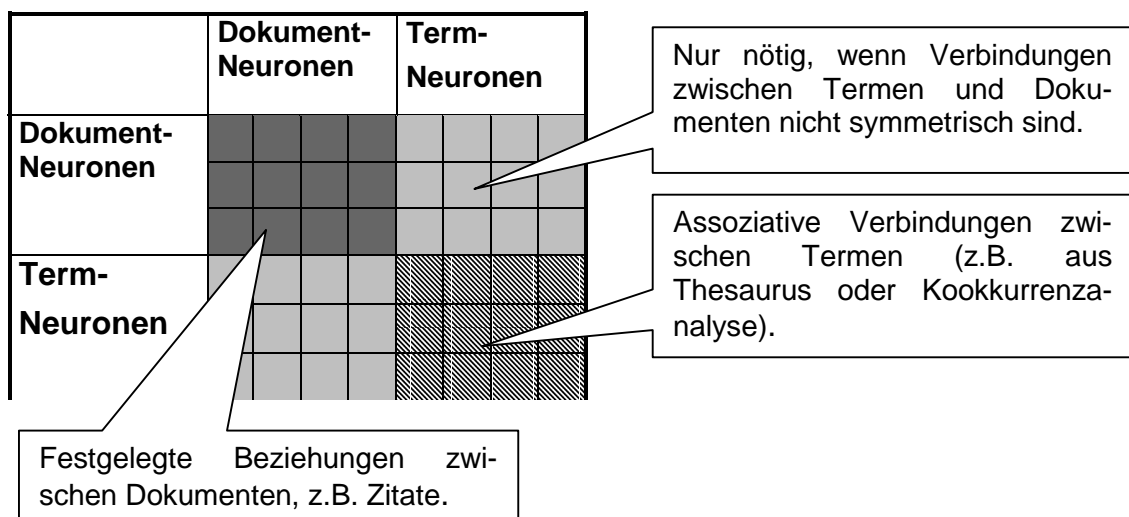 Dokument-
Neuronen
Term-
Neuronen
Dokument-
Neuronen
Term-
Neuronen
Nur nötig, wenn Verbindungen
zwischen Termen und Doku-
menten nicht symmetrisch sind.
Assoziative Verbindungen zwi-
schen Termen (z.B. aus
Thesaurus oder Kookkurrenza-
nalyse).
Festgelegte Beziehungen zwi-
schen Dokumenten, z.B. Zitate.